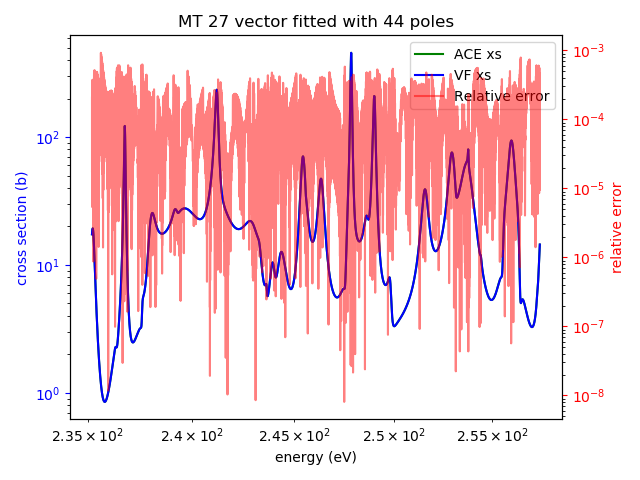 MT 27 vector fitted with 44 poles
ACE xs
VF xs
Relative error
cross section (b)
10² 10¹ 10⁰
relative error
10⁻³ 10⁻⁴ 10⁻⁵ 10⁻⁶ 10⁻⁷ 10⁻⁸
2.35×10² 2.4×10² 2.45×10² 2.5×10² 2.55×10²
energy (eV)